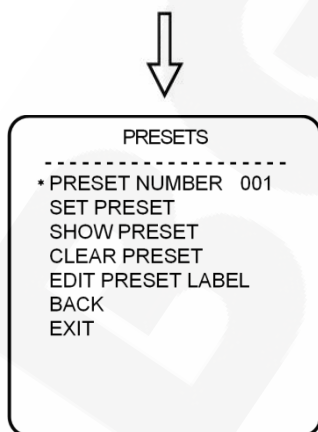 PRESETS
- - - - - - - - - - - - - - - - - - - - - -
* PRESET NUMBER 001
SET PRESET
SHOW PRESET
CLEAR PRESET
EDIT PRESET LABEL
BACK
EXIT